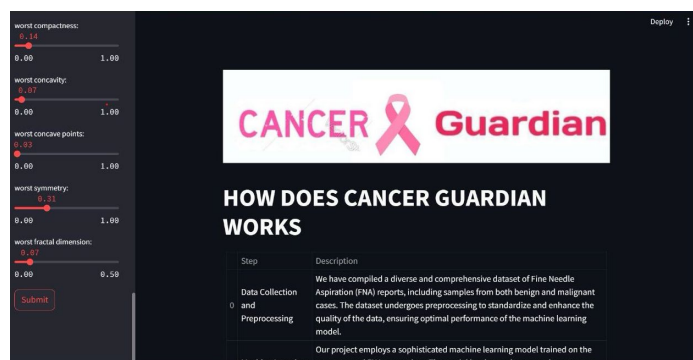 Deploy
worst compactness:
0.14
0.00 1.00
worst concavity:
0.07
0.00 1.00
worst concave points:
0.03
0.00 1.00
worst symmetry:
0.31
0.00 1.00
worst fractal dimension:
0.07
0.00 0.50
Submit
CANCER Guardian
HOW DOES CANCER GUARDIAN
WORKS
Step Description
0 Data Collection and Preprocessing
We have compiled a diverse and comprehensive dataset of Fine Needle
Aspiration (FNA) reports, including samples from both benign and malignant
cases. The dataset undergoes preprocessing to standardize and enhance the
quality of the data, ensuring optimal performance of the machine learning
model.
Our project employs a sophisticated machine learning model trained on the